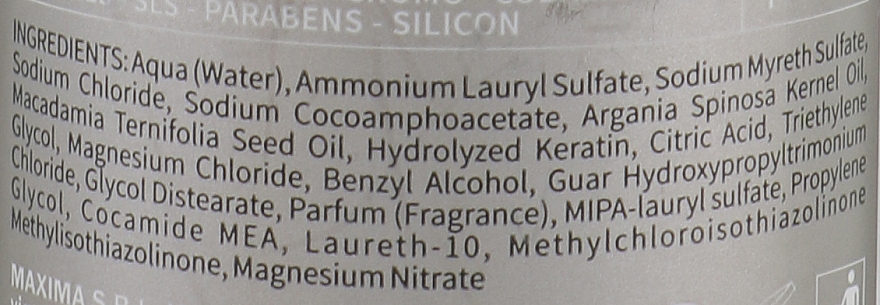 SLS - PARABENS - SILICON
INGREDIENTS: Aqua (Water), Ammonium Lauryl Sulfate, Sodium Myreth Sulfate,
Sodium Chloride, Sodium Cocoamphoacetate, Argania Spinosa Kernel Oil,
Macadamia Ternifolia Seed Oil, Hydrolyzed Keratin, Citric Acid, Triethylene
Glycol, Magnesium Chloride, Benzyl Alcohol, Guar Hydroxypropyltrimonium
Chloride, Glycol Distearate, Parfum (Fragrance), MIPA-lauryl sulfate, Propylene
Glycol, Cocamide MEA, Laureth-10, Methylchloroisothiazolinone
Methylisothiazolinone, Magnesium Nitrate
MAXIMA